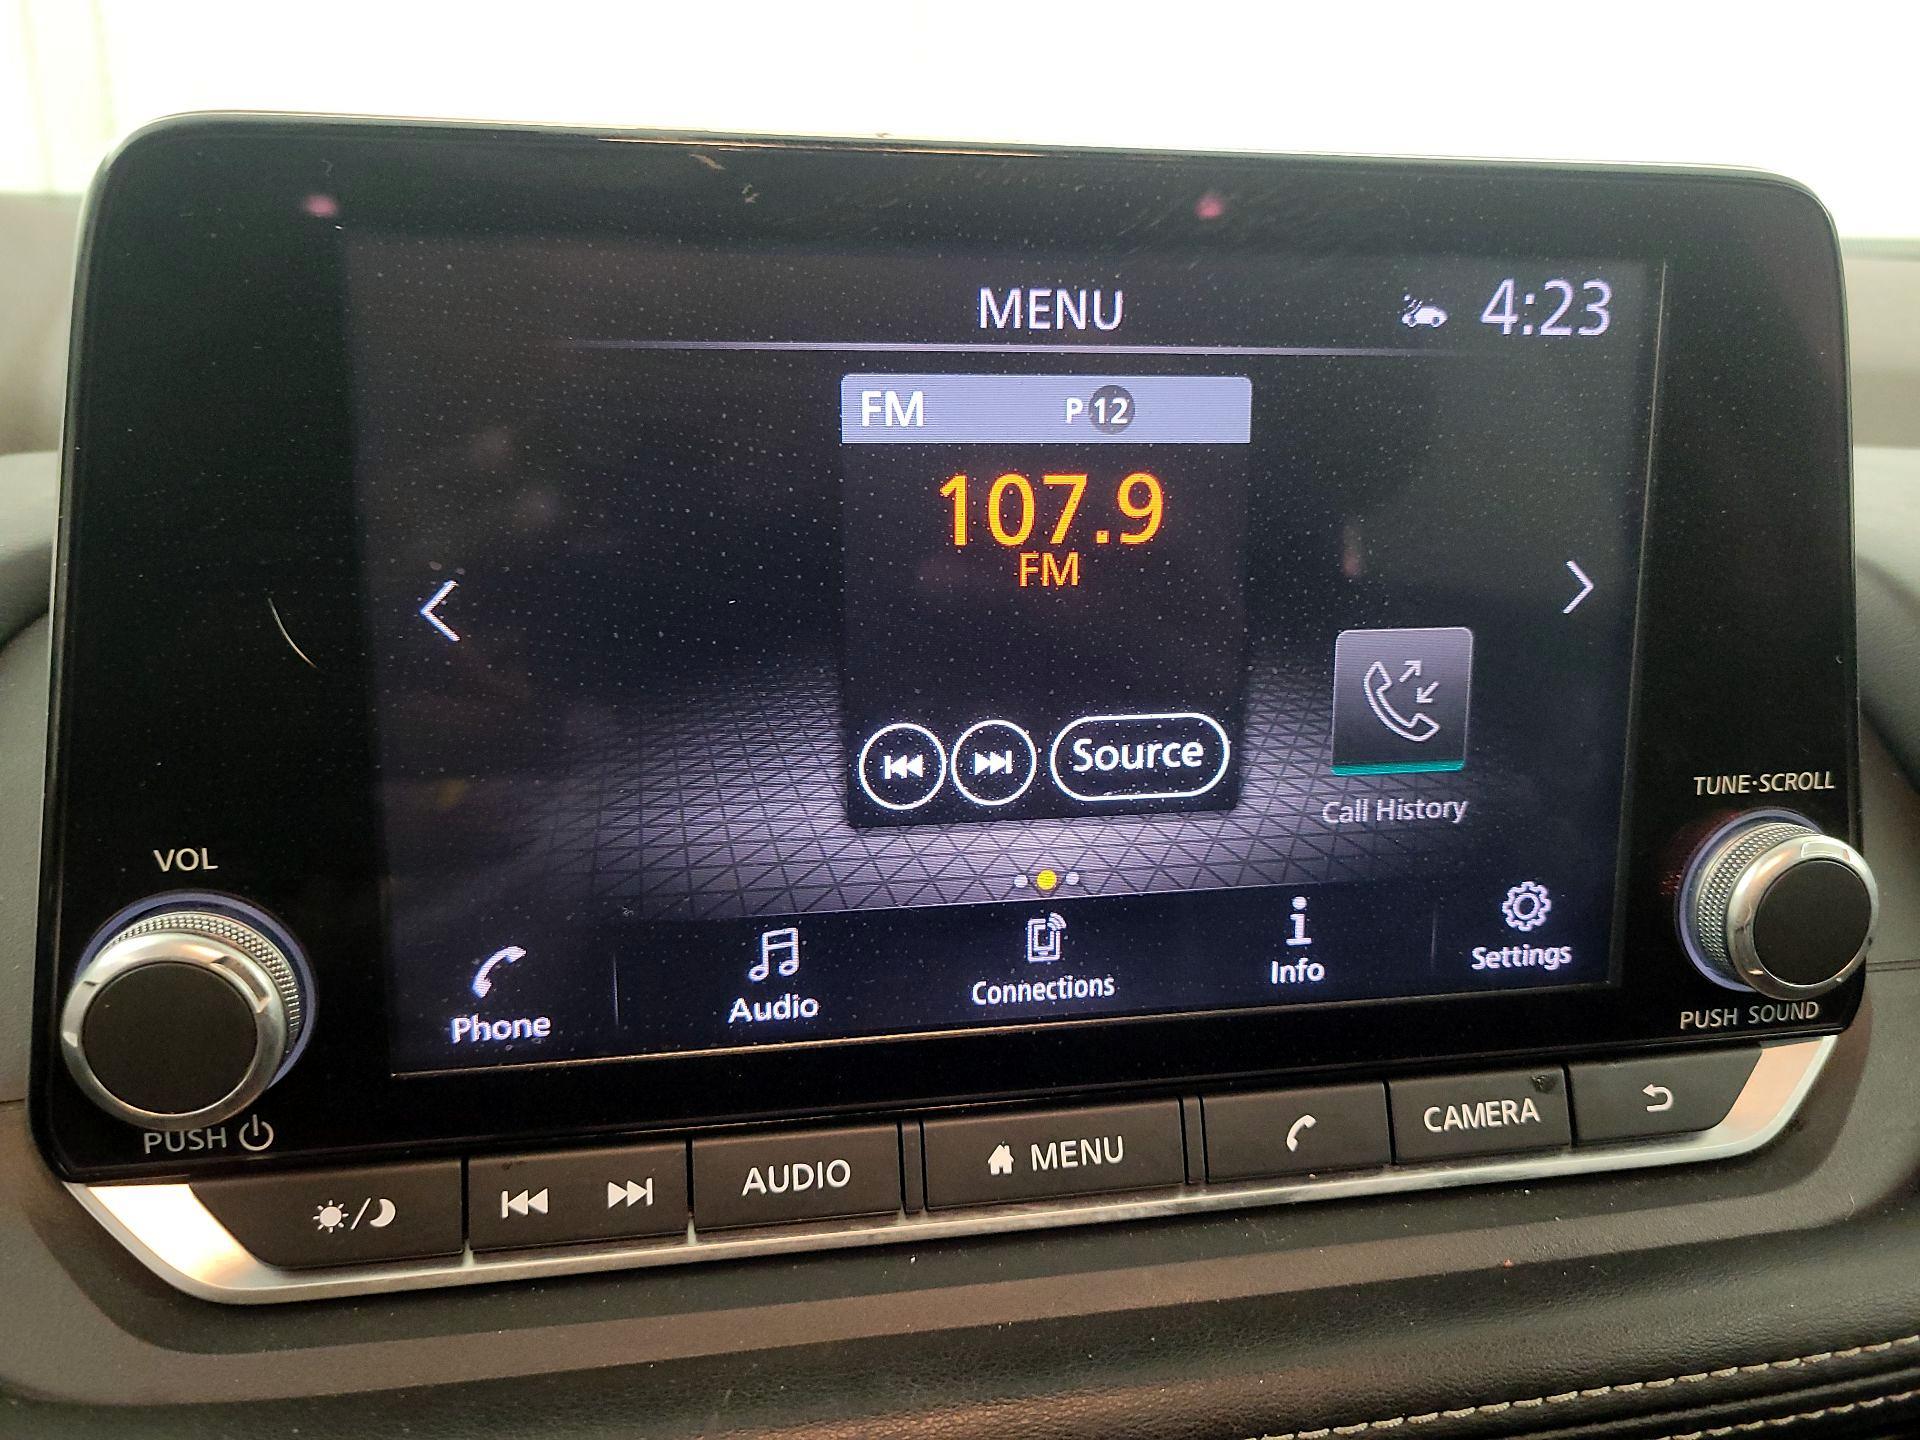 MENU
4:23
FM P 12
107.9
FM
Source
Call History
Phone
Audio
Connections
Info
Settings
VOL
PUSH
TUNE·SCROLL
PUSH SOUND
AUDIO
MENU
CAMERA